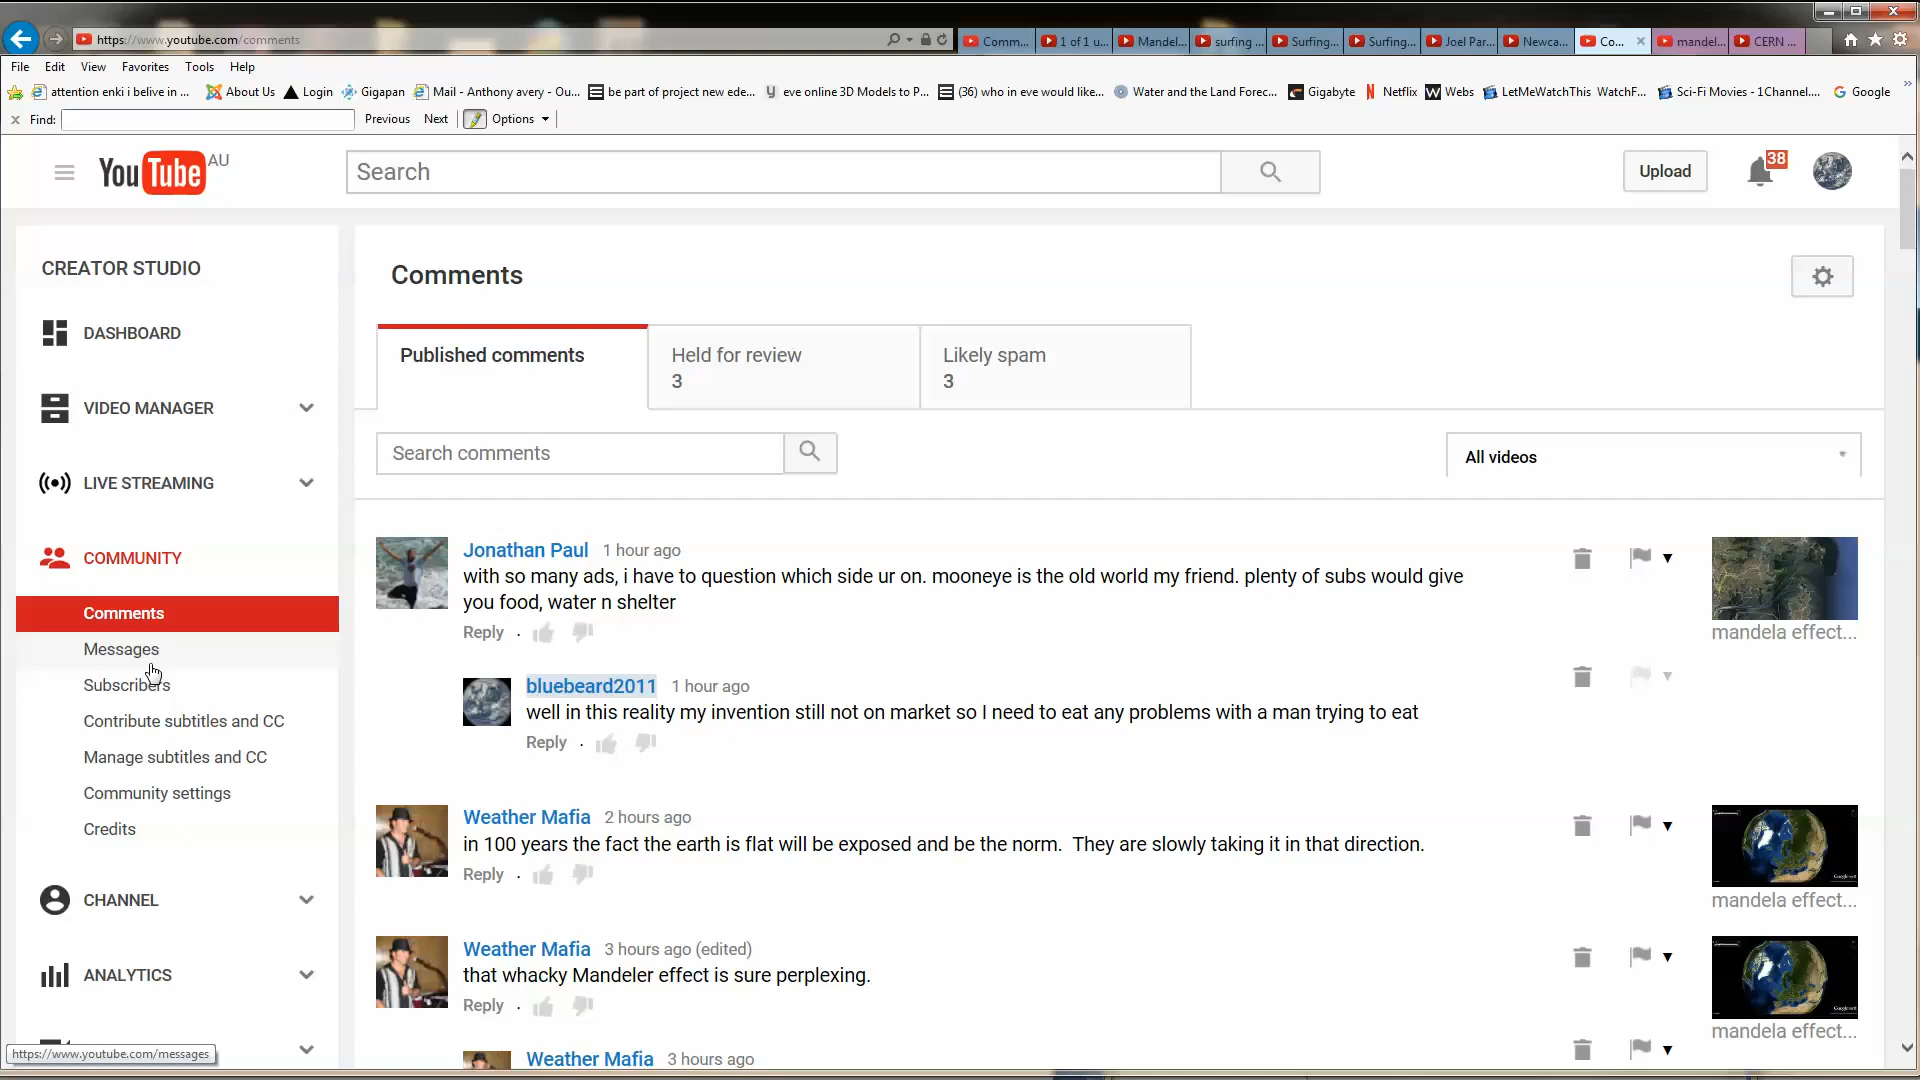 https://www.youtube.com/comments
Comm...
1 of 1 u...
Mandel...
surfing ...
Surfing...
Surfing...
Joel Par...
Newca...
Co...
mandel...
CERN ...
File Edit View Favorites Tools Help
attention enki i belive in ...
About Us
Login
Gigapan
Mail - Anthony avery - Ou...
be part of project new ede...
eve online 3D Models to P...
(36) who in eve would like...
Water and the Land Forec...
Gigabyte
Netflix
Webs
LetMeWatchThis WatchF...
Sci-Fi Movies - 1Channel....
Google
x Find: Previous Next Options
YouTube AU
Search
Upload
38
CREATOR STUDIO
DASHBOARD
VIDEO MANAGER
LIVE STREAMING
COMMUNITY
Comments
Messages
Subscribers
Contribute subtitles and CC
Manage subtitles and CC
Community settings
Credits
CHANNEL
ANALYTICS
https://www.youtube.com/messages
Comments
Published comments
Held for review
3
Likely spam
3
Search comments
All videos
Jonathan Paul 1 hour ago
with so many ads, i have to question which side ur on. mooneye is the old world my friend. plenty of subs would give
you food, water n shelter
Reply .
mandela effect...
bluebeard2011 1 hour ago
well in this reality my invention still not on market so I need to eat any problems with a man trying to eat
Reply .
Weather Mafia 2 hours ago
in 100 years the fact the earth is flat will be exposed and be the norm. They are slowly taking it in that direction.
Reply .
mandela effect...
Weather Mafia 3 hours ago (edited)
that whacky Mandeler effect is sure perplexing.
Reply .
mandela effect...
Weather Mafia 3 hours ago